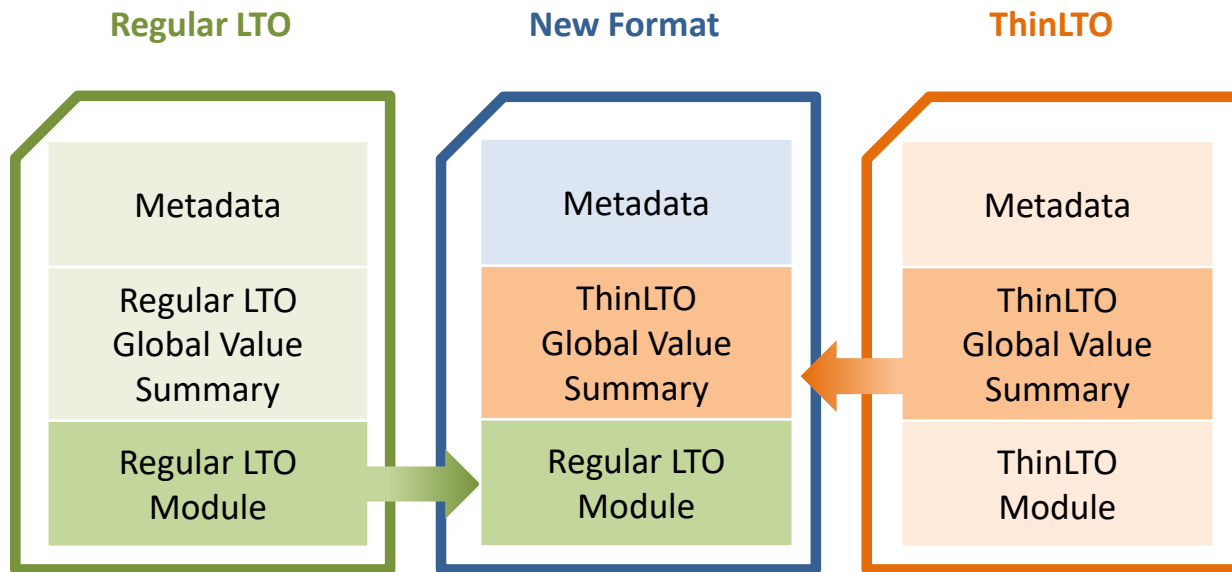 Regular LTO
New Format
ThinLTO
Metadata
Regular LTO
Global Value
Summary
Regular LTO
Module
Metadata
ThinLTO
Global Value
Summary
Regular LTO
Module
Metadata
ThinLTO
Global Value
Summary
ThinLTO
Module